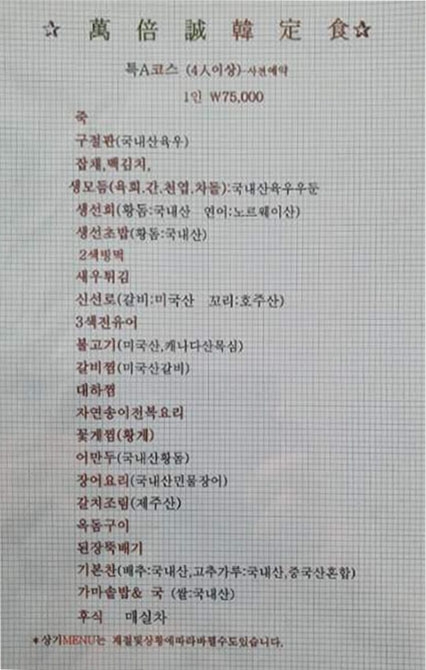 ☆ 萬 倍 誠 韓 定 食 ☆
특A코스 (4人이상)-사전예약
1인 ₩75,000
죽
구절판(국내산육우)
잡채,백김치,
생모듬(육회,간,천엽,차돌):국내산육우우둔
생선회(황돔:국내산 연어:노르웨이산)
생선초밥(황돔:국내산)
2색빙떡
새우튀김
신선로(갈비:미국산 꼬리:호주산)
3색전유어
불고기(미국산,캐나다산목심)
갈비찜(미국산갈비)
대하찜
자연송이전복요리
꽃게찜(황게)
어만두(국내산황돔)
장어요리(국내산민물장어)
갈치조림(제주산)
옥돔구이
된장뚝배기
기본찬(배추:국내산,고추가루:국내산,중국산혼합)
가마솥밥& 국 (쌀:국내산)
후식 매실차
*상기MENU는 계절및상황에따라바뀔수도있습니다.